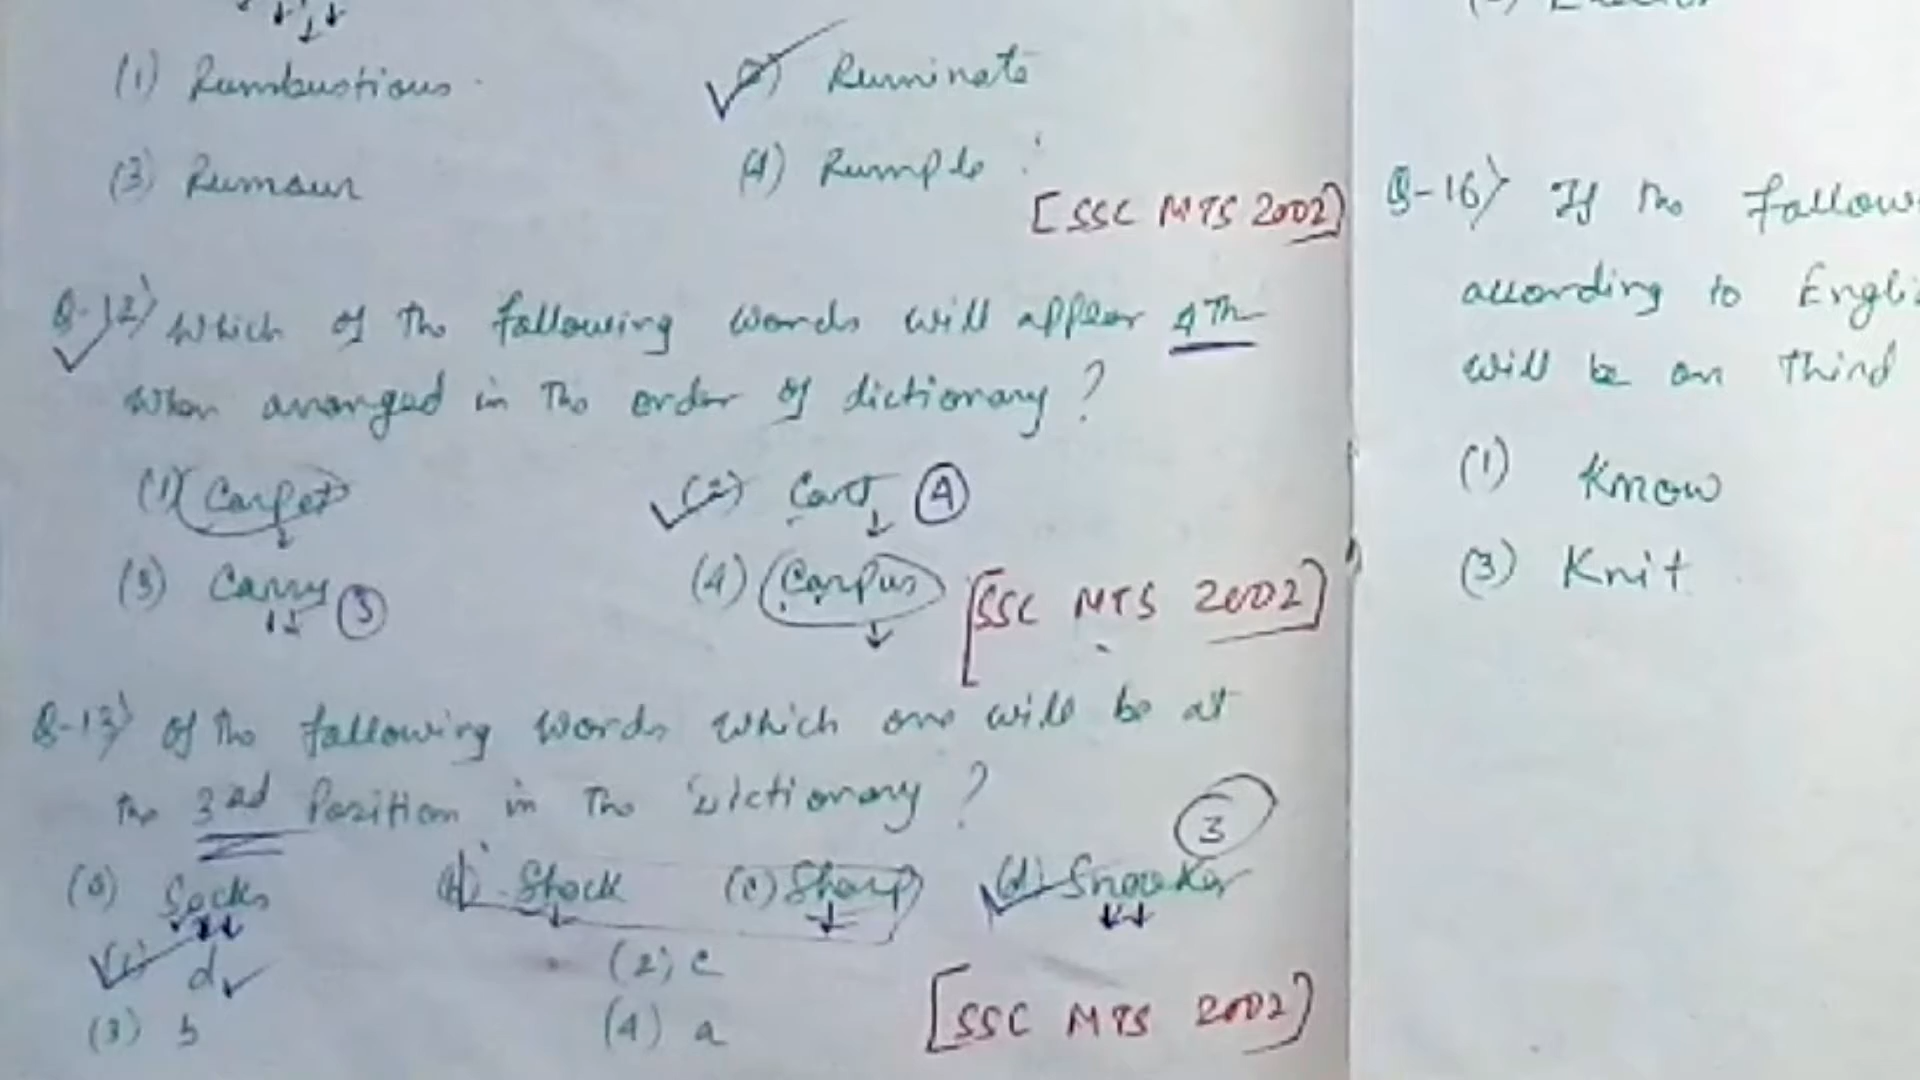 (1) Rumbustious
(2) Ruminate
(3) Rumour
(4) Rumple
[SSC MTS 2002]
Q-12) Which of the following words will appear 4Th
when arranged in the order of dictionary?
(1) Carpet
(2) Cart 4
(3) Carry 3
(4) Corpus
[SSC MTS 2002]
Q-13) Of the following words which one will be at
the 3rd Position in the dictionary?
3
(a) Socks (b) Shock (c) Sharp (d) Sneaker
(1) d
(2) c
(3) b
(4) a
[SSC MTS 2002]
Q-16) If the follow
according to Engli
will be on third
(1) Know
(3) Knit